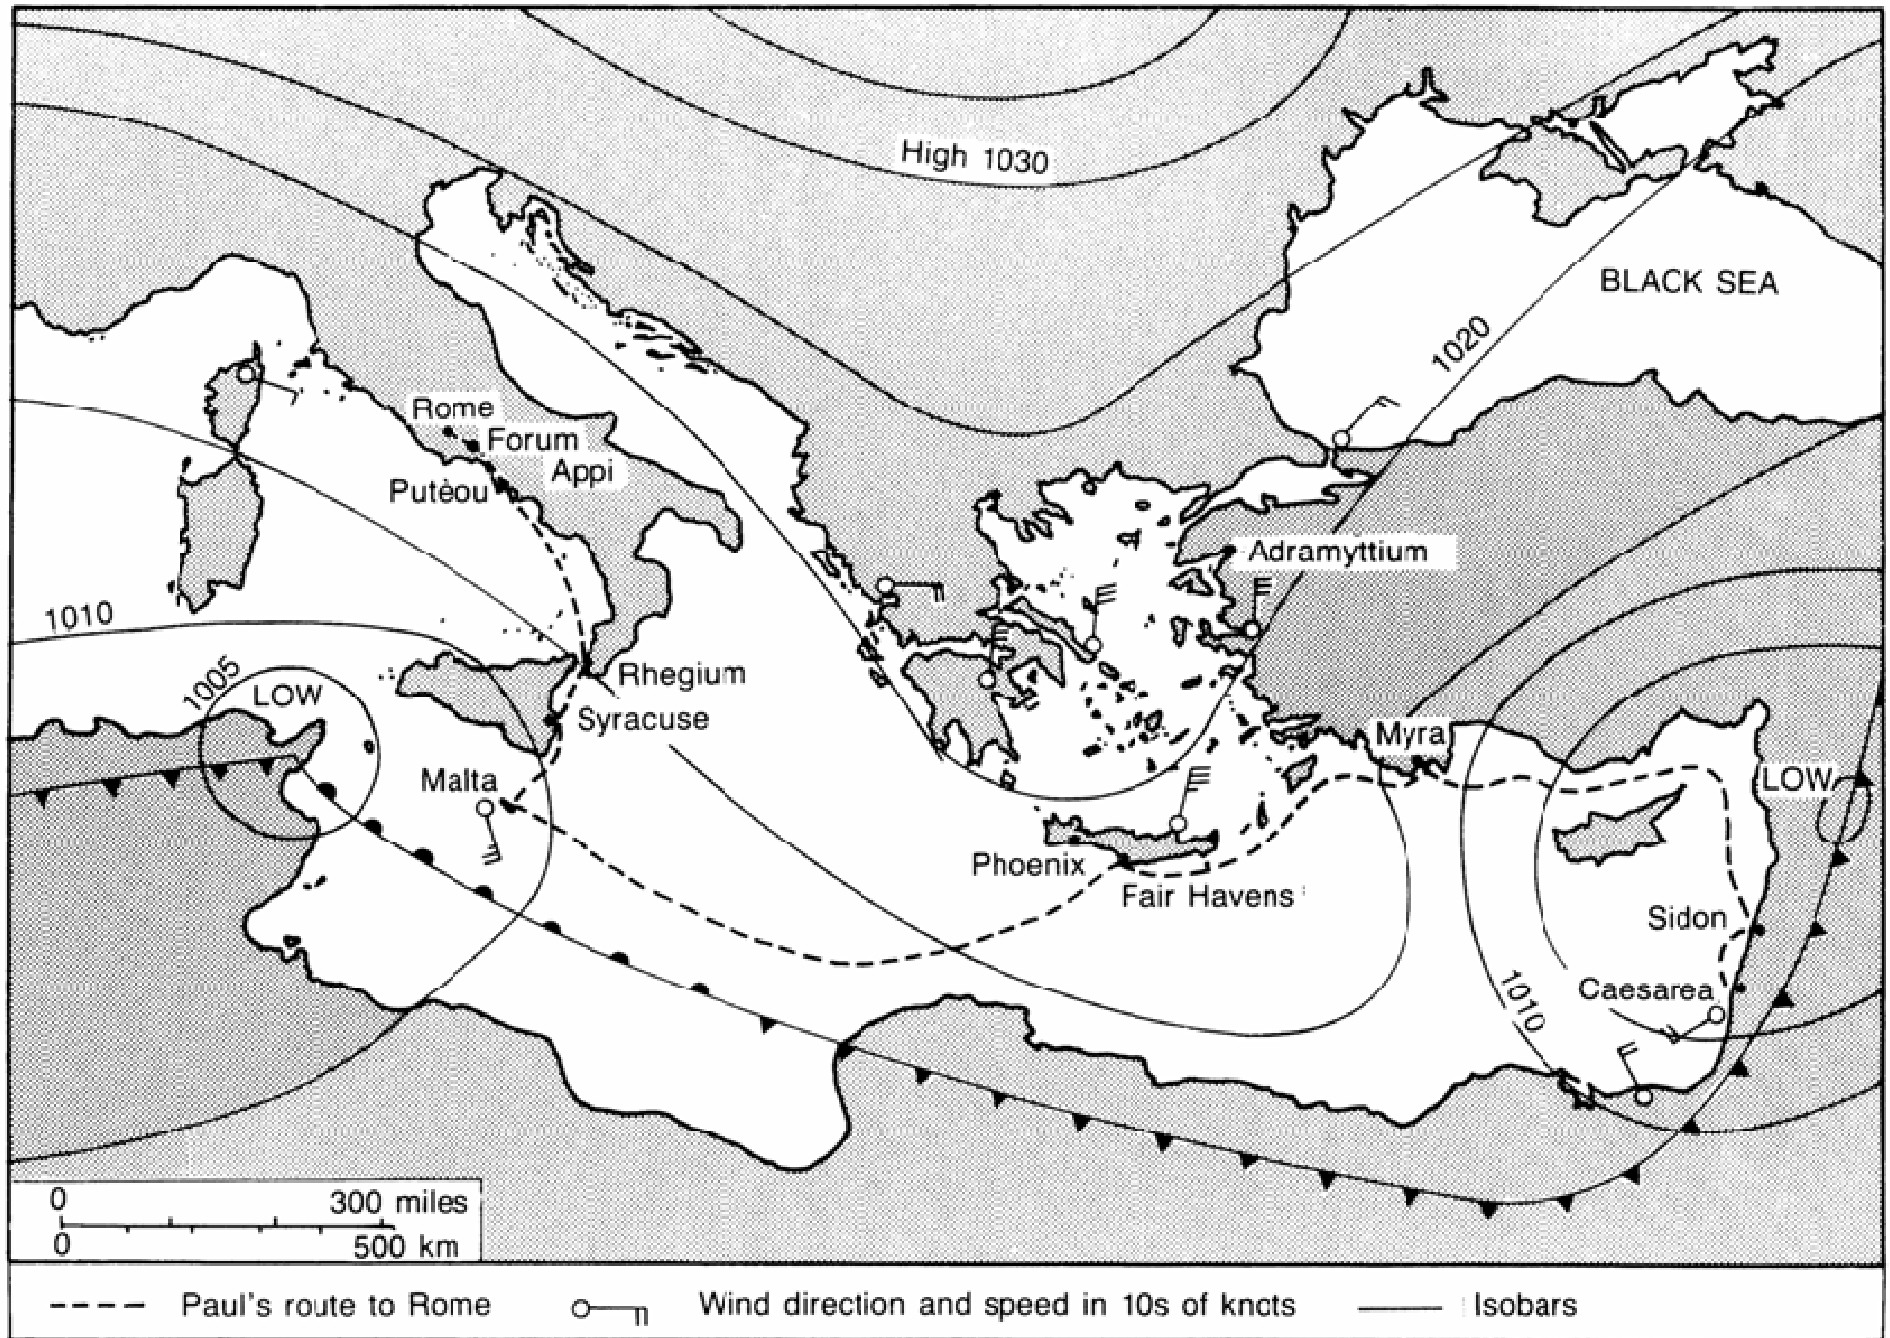 High 1030
BLACK SEA
1020
Rome
Forum
Appi
Putèou
Adramyttium
1010
1005
LOW
Rhegium
Syracuse
Myra
Malta
LOW
Phoenix
Fair Havens
Sidon
Caesarea
1010
0 300 miles
0 500 km
Paul's route to Rome
Wind direction and speed in 10s of knots
Isobars